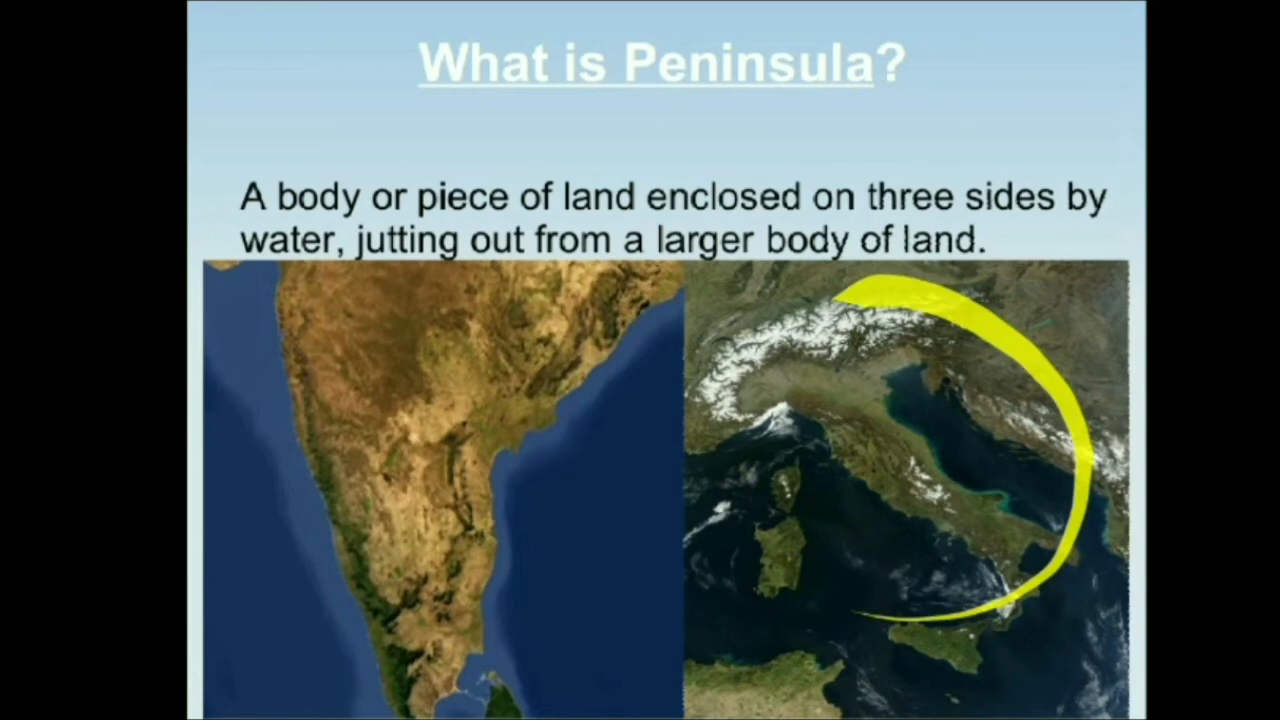 What is Peninsula?
A body or piece of land enclosed on three sides by
water, jutting out from a larger body of land.